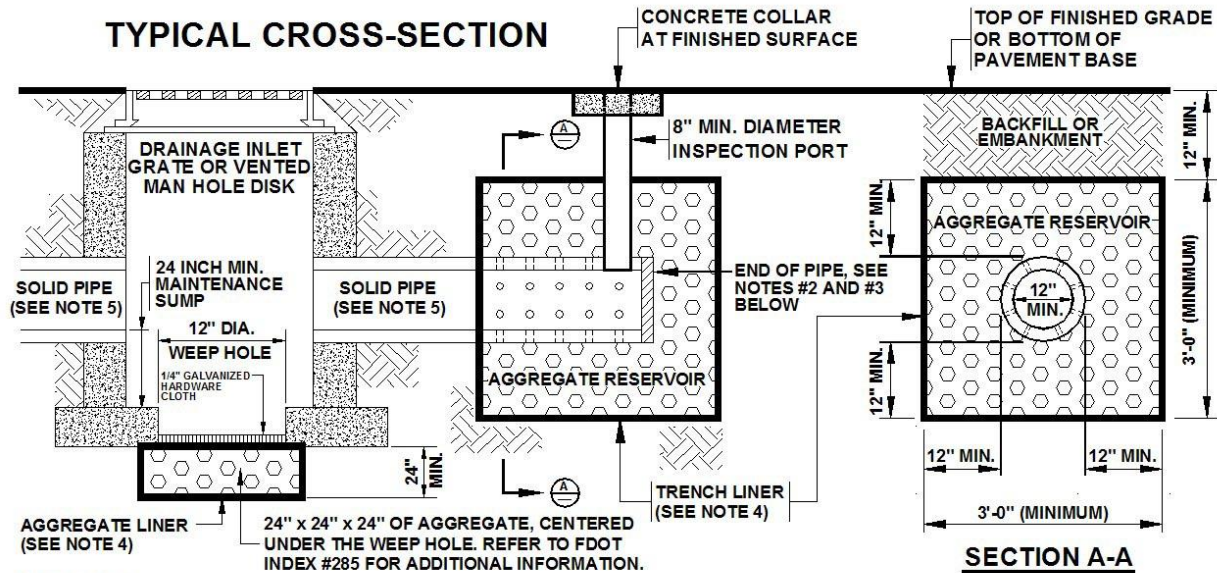 TYPICAL CROSS-SECTION
CONCRETE COLLAR
AT FINISHED SURFACE
TOP OF FINISHED GRADE
OR BOTTOM OF
PAVEMENT BASE
DRAINAGE INLET
GRATE OR VENTED
MAN HOLE DISK
A
8" MIN. DIAMETER
INSPECTION PORT
BACKFILL OR
EMBANKMENT
12" MIN.
SOLID PIPE
(SEE NOTE 5)
24 INCH MIN.
MAINTENANCE
SUMP
12" DIA.
WEEP HOLE
1/4" GALVANIZED
HARDWARE
CLOTH
SOLID PIPE
(SEE NOTE 5)
AGGREGATE RESERVOIR
END OF PIPE, SEE
NOTES #2 AND #3
BELOW
12" MIN.
12" MIN.
AGGREGATE RESERVOIR
12"
MIN.
3'-0" (MINIMUM)
24"
MIN.
A
12" MIN.
12" MIN.
AGGREGATE LINER
(SEE NOTE 4)
24" x 24" x 24" OF AGGREGATE, CENTERED
UNDER THE WEEP HOLE. REFER TO FDOT
INDEX #285 FOR ADDITIONAL INFORMATION.
TRENCH LINER
(SEE NOTE 4)
3'-0" (MINIMUM)
SECTION A-A